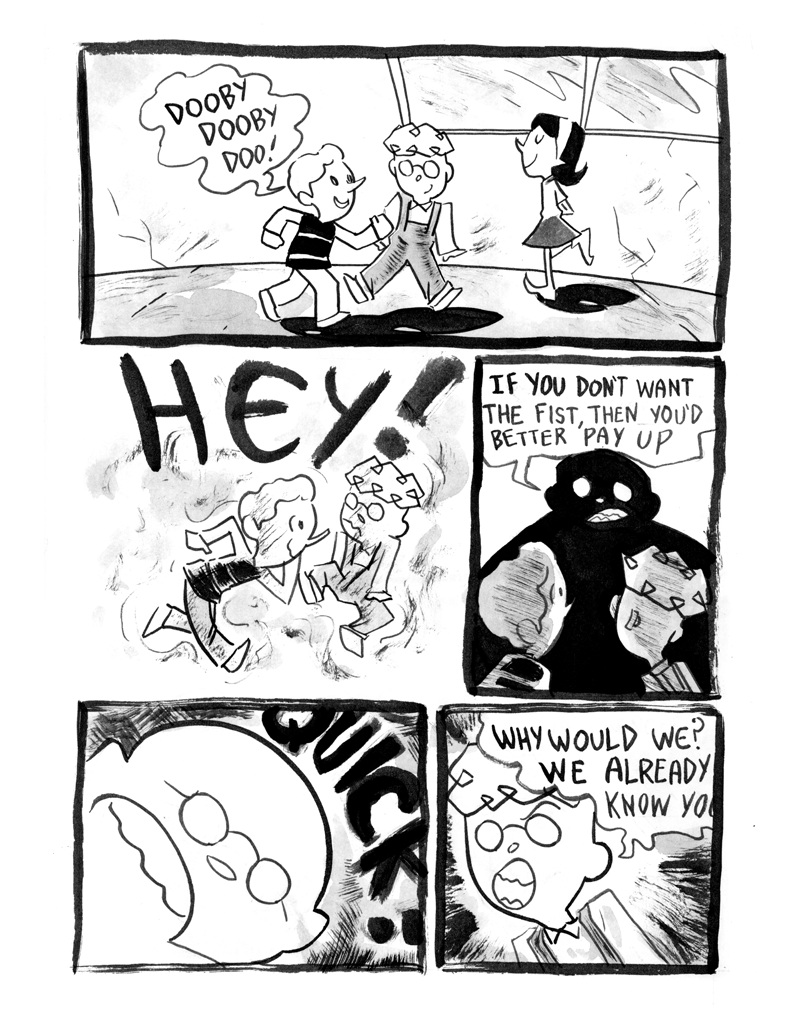 DOOBY
DOOBY
DOO!
HEY!
IF YOU DON'T WANT
THE FIST, THEN YOU'D
BETTER PAY UP
QUICK!
WHY WOULD WE?
WE ALREADY
KNOW YOU